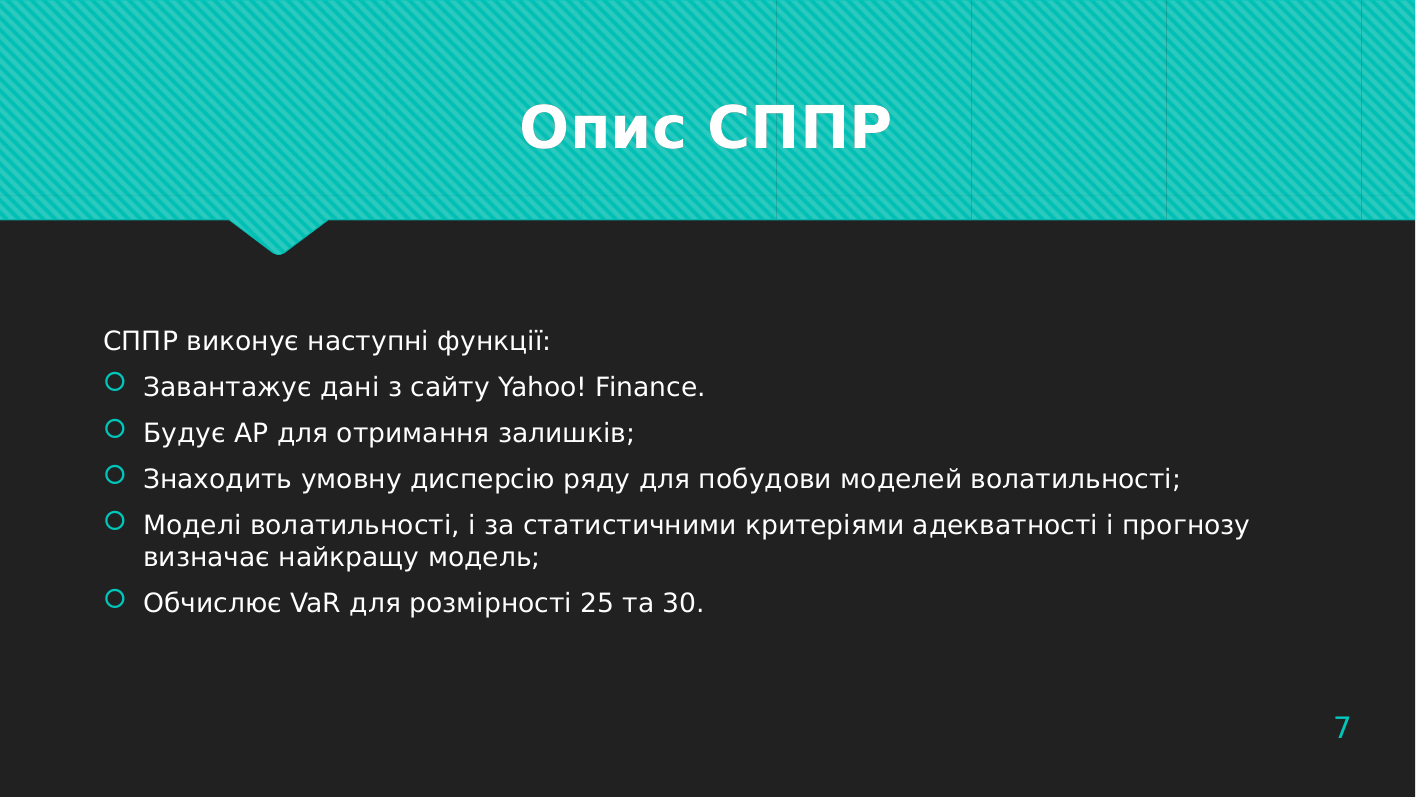 Опис СППР
СППР виконує наступні функції:
Завантажує дані з сайту Yahoo! Finance.
Будує АР для отримання залишків;
Знаходить умовну дисперсію ряду для побудови моделей волатильності;
Моделі волатильності, і за статистичними критеріями адекватності і прогнозу
визначає найкращу модель;
Обчислює VaR для розмірності 25 та 30.
7